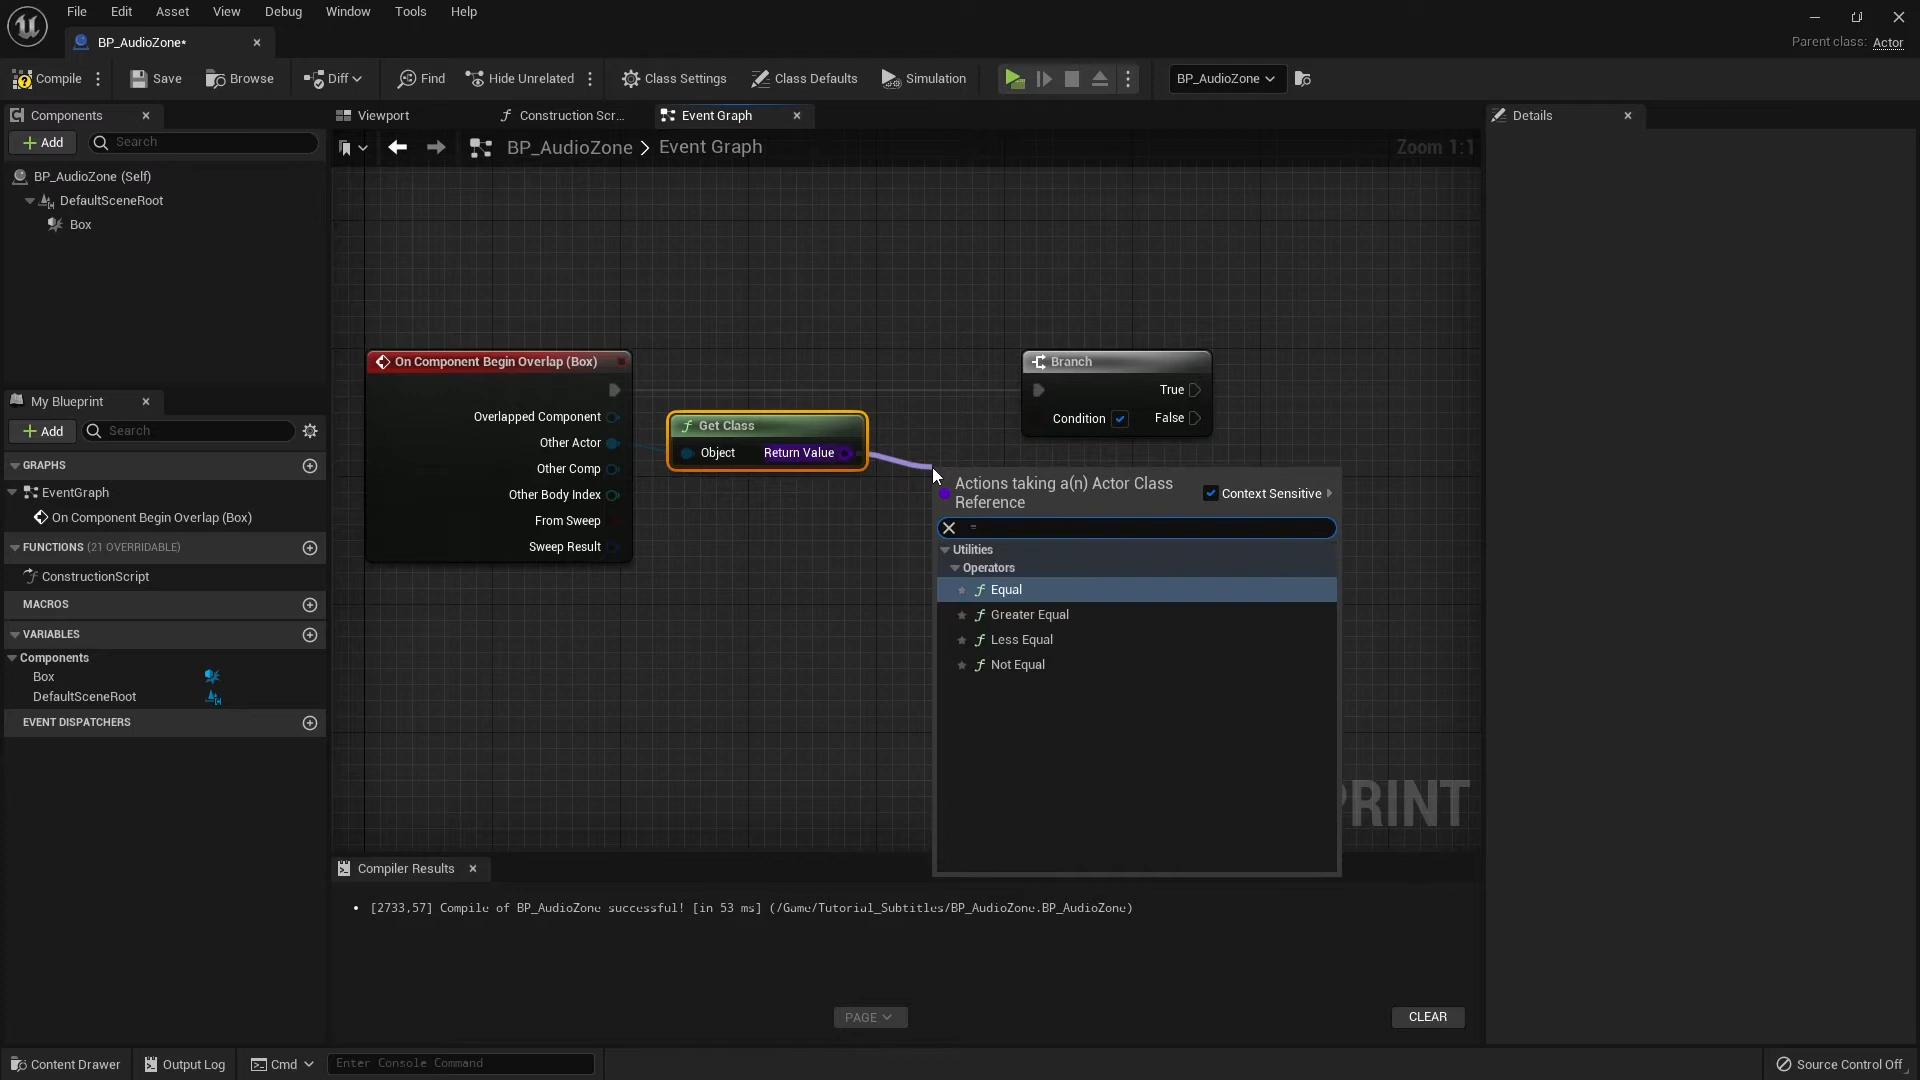 File Edit Asset View Debug Window Tools Help
BP_AudioZone*
Parent class: Actor
Compile Save Browse Diff Find Hide Unrelated Class Settings Class Defaults Simulation BP_AudioZone
Components
Viewport Construction Scr... Event Graph Details
Add Search
BP_AudioZone > Event Graph Zoom 1:1
BP_AudioZone (Self)
DefaultSceneRoot
Box
On Component Begin Overlap (Box)
Overlapped Component
Other Actor
Other Comp
Other Body Index
From Sweep
Sweep Result
Get Class
Object Return Value
Branch
True
Condition False
My Blueprint
Add Search
GRAPHS
EventGraph
On Component Begin Overlap (Box)
FUNCTIONS (21 OVERRIDABLE)
ConstructionScript
MACROS
VARIABLES
Components
Box
DefaultSceneRoot
EVENT DISPATCHERS
Actions taking a(n) Actor Class
Reference
Context Sensitive
=
Utilities
Operators
Equal
Greater Equal
Less Equal
Not Equal
PRINT
Compiler Results
• [2733,57] Compile of BP_AudioZone successful! [in 53 ms] (/Game/Tutorial_Subtitles/BP_AudioZone.BP_AudioZone)
PAGE CLEAR
Content Drawer Output Log Cmd Enter Console Command Source Control Off